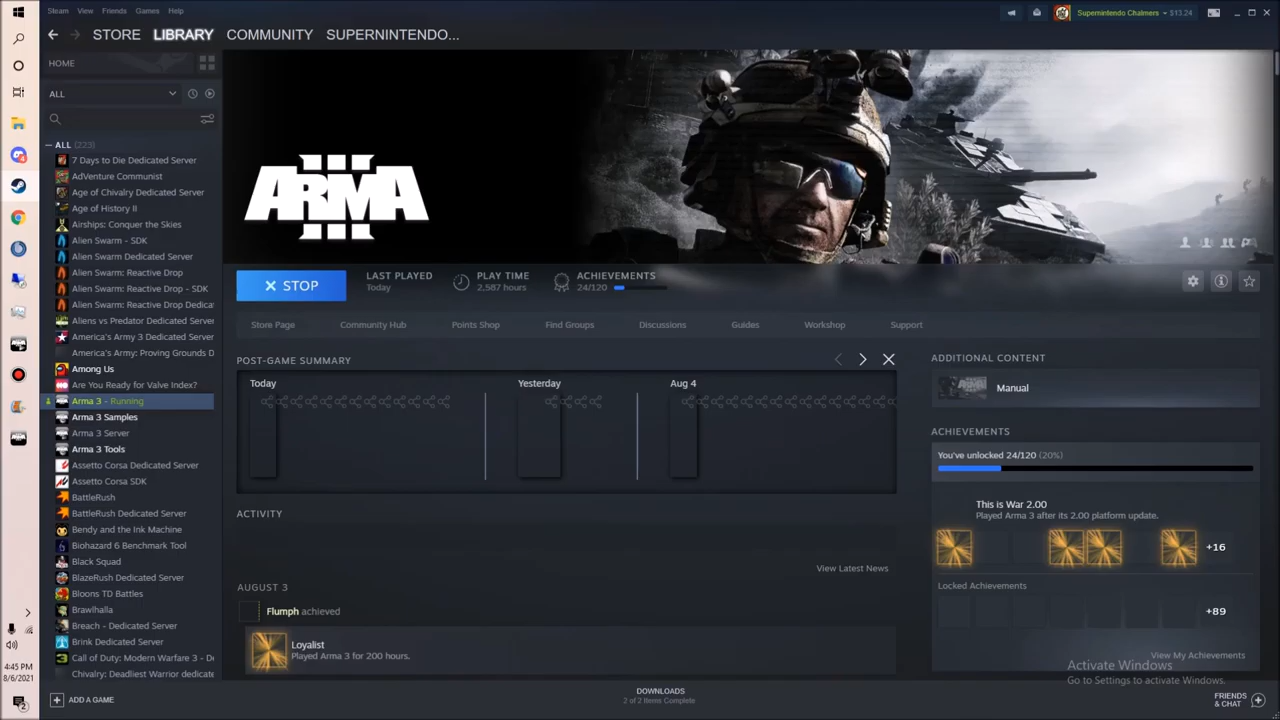 Steam View Friends Games Help
Supernintendo Chalmers $13.24
STORE LIBRARY COMMUNITY SUPERNINTENDO...
HOME
ALL
ALL (223)
7 Days to Die Dedicated Server
AdVenture Communist
Age of Chivalry Dedicated Server
Age of History II
Airships: Conquer the Skies
Alien Swarm - SDK
Alien Swarm Dedicated Server
Alien Swarm: Reactive Drop
Alien Swarm: Reactive Drop - SDK
Alien Swarm: Reactive Drop Dedica
Aliens vs Predator Dedicated Server
America's Army 3 Dedicated Server
America's Army: Proving Grounds D
Among Us
Are You Ready for Valve Index?
Arma 3 - Running
Arma 3 Samples
Arma 3 Server
Arma 3 Tools
Assetto Corsa Dedicated Server
Assetto Corsa SDK
BattleRush
BattleRush Dedicated Server
Bendy and the Ink Machine
Biohazard 6 Benchmark Tool
Black Squad
BlazeRush Dedicated Server
Bloons TD Battles
Brawlhalla
Breach - Dedicated Server
Brink Dedicated Server
Call of Duty: Modern Warfare 3 - De
Chivalry: Deadliest Warrior dedicate
ADD A GAME
4:45 PM
8/6/2021
2
4
ARMA III
STOP
LAST PLAYED
Today
PLAY TIME
2,587 hours
ACHIEVEMENTS
24/120
Store Page Community Hub Points Shop Find Groups Discussions Guides Workshop Support
POST-GAME SUMMARY
Today Yesterday Aug 4
ACTIVITY
View Latest News
AUGUST 3
Flumph achieved
Loyalist
Played Arma 3 for 200 hours.
ADDITIONAL CONTENT
Manual
ACHIEVEMENTS
You've unlocked 24/120 (20%)
This is War 2.00
Played Arma 3 after its 2.00 platform update.
+16
Locked Achievements
+89
View My Achievements
Activate Windows
Go to Settings to activate Windows.
DOWNLOADS
2 of 2 Items Complete
FRIENDS
& CHAT